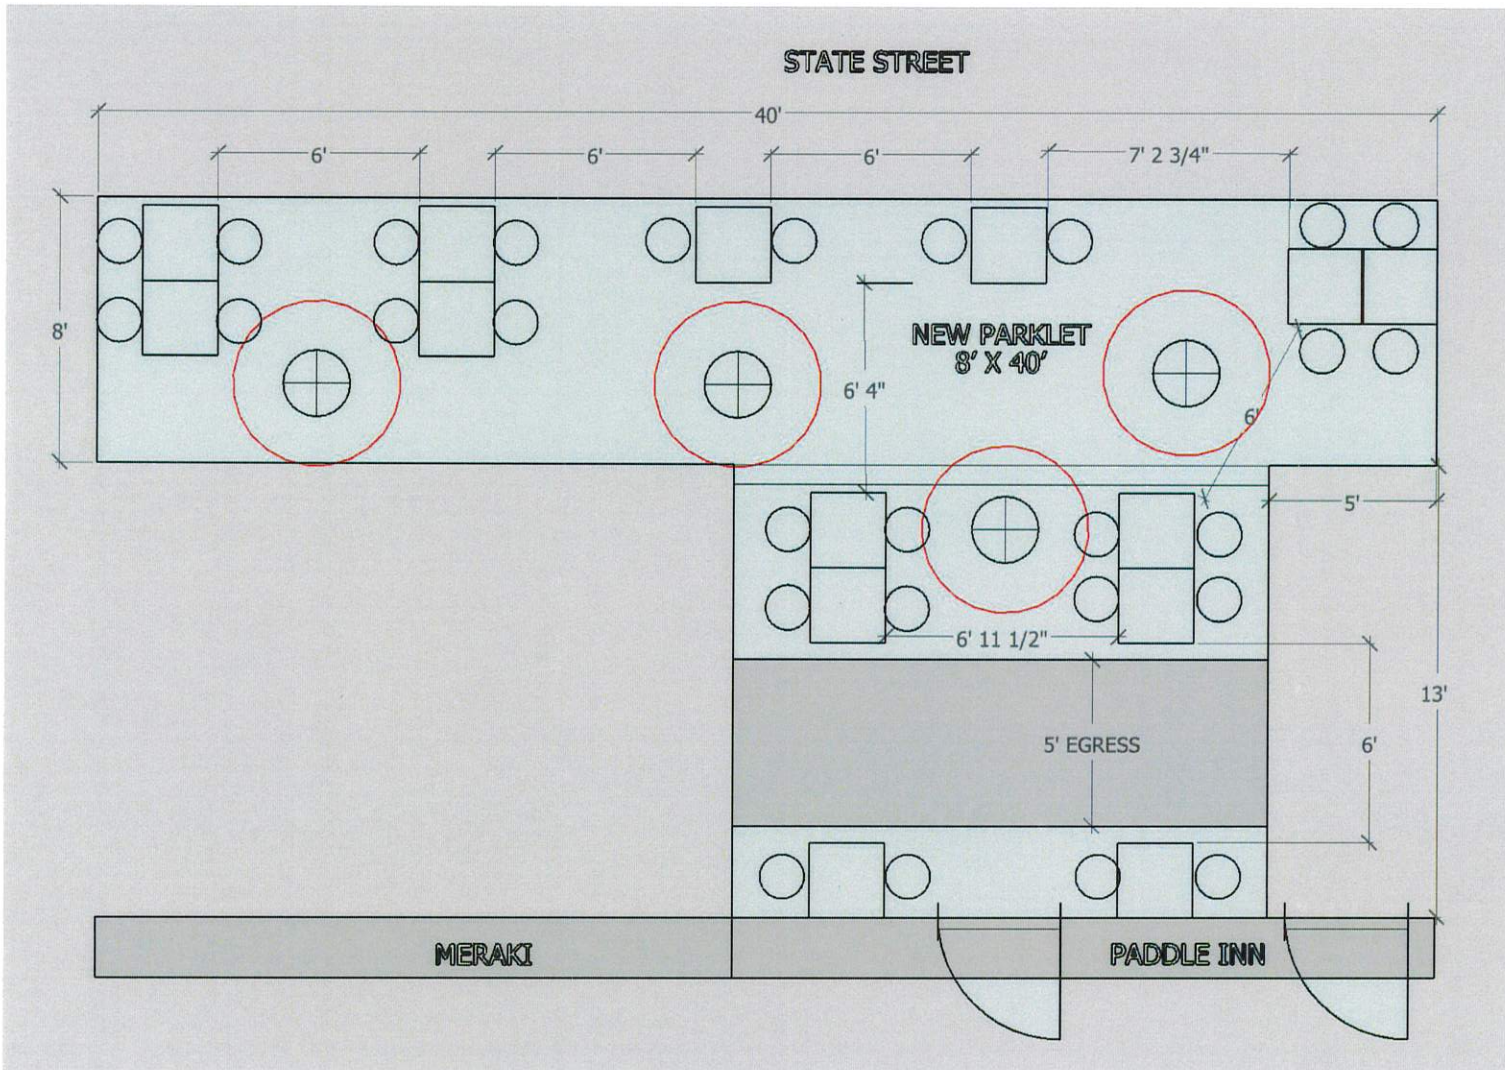 STATE STREET
40'
6'
6'
6'
7' 2 3/4"
8'
NEW PARKLET
8' X 40'
6' 4"
6'
5'
6' 11 1/2"
13'
5' EGRESS
6'
MERAKI
PADDLE INN